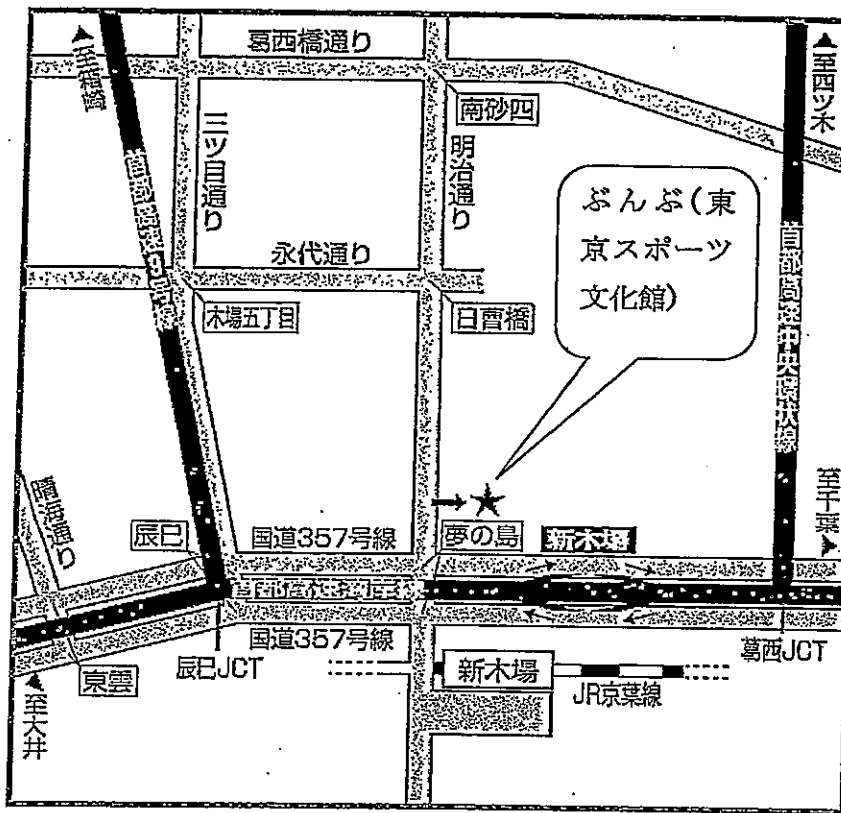 葛西橋通り
至箱崎
至四ツ木
南砂四
三ツ目通り
明治通り
ぶんぶ(東
京スポーツ
文化館)
永代通り
木場五丁目
日曹橋
首都高速中央環状線
晴海通り
至千葉
辰巳
国道357号線
夢の島
新木場
国道357号線
辰巳JCT
葛西JCT
東雲
新木場
JR京葉線
至大井